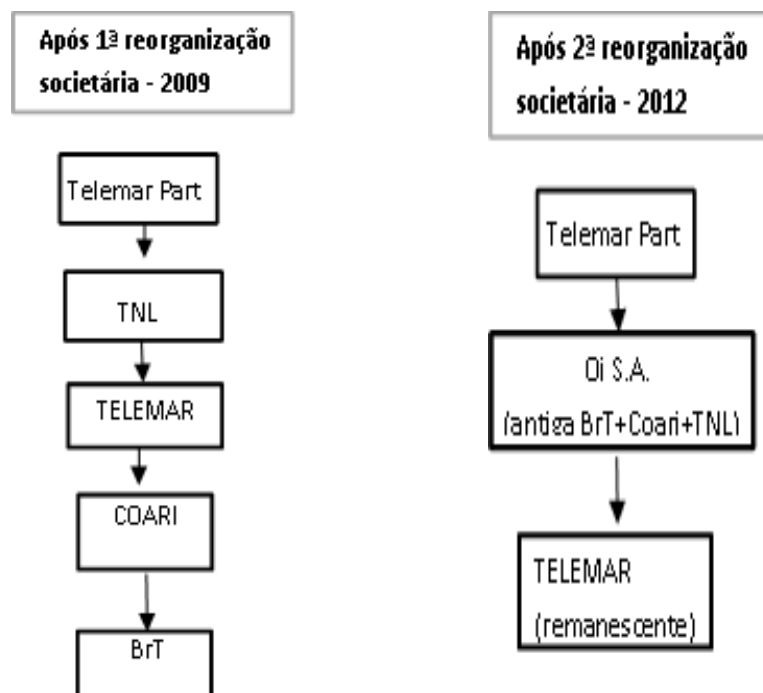 Após 1ª reorganização
societária - 2009
Telemar Part
TNL
TELEMAR
COARI
BrT
Após 2ª reorganização
societária - 2012
Telemar Part
Oi S.A.
(antiga BrT+Coari+TNL)
TELEMAR
(remanescente)